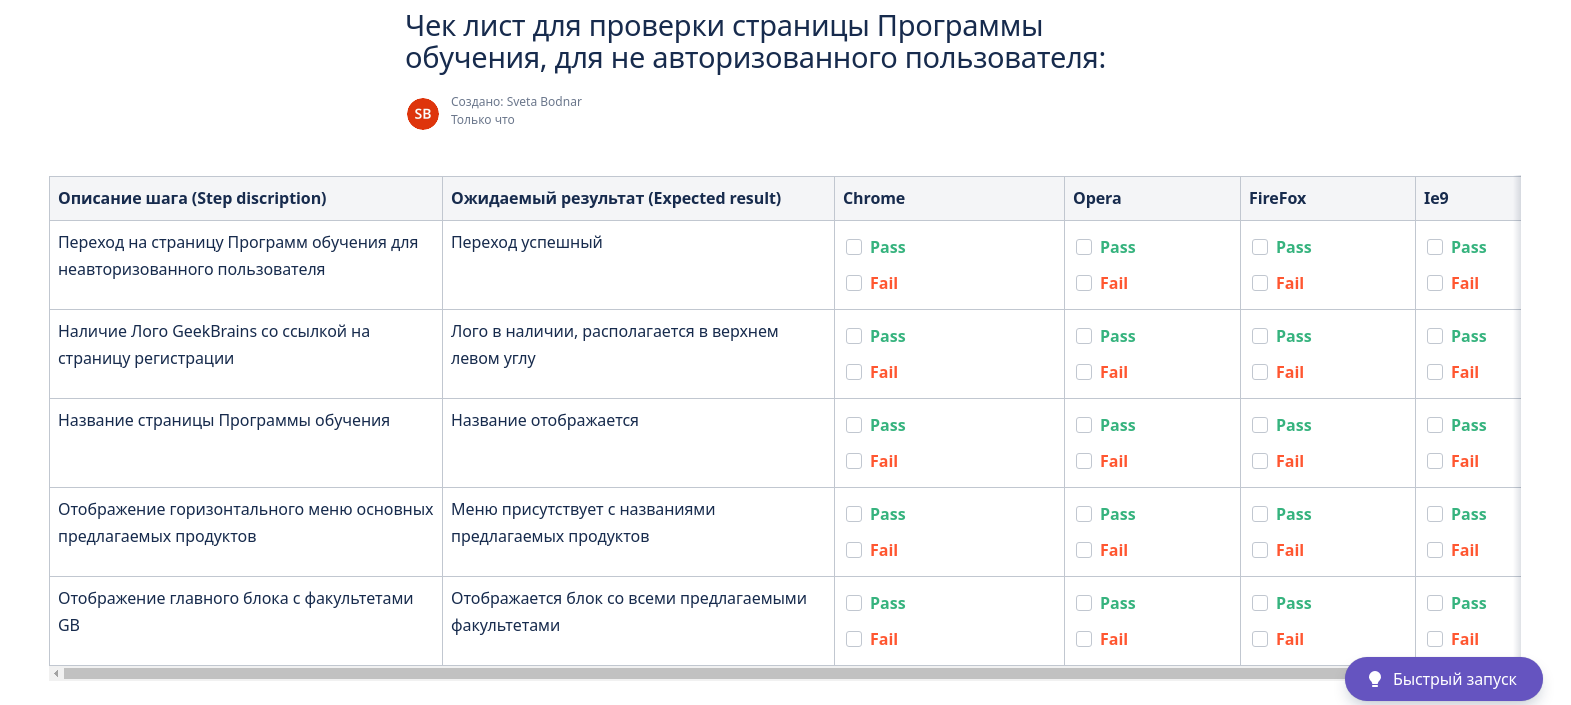 Чек лист для проверки страницы Программы
обучения, для не авторизованного пользователя:
SB
Создано: Sveta Bodnar
Только что
Описание шага (Step discription) Ожидаемый результат (Expected result) Chrome Opera FireFox Ie9
Переход на страницу Программ обучения для
неавторизованного пользователя
Переход успешный
Pass Pass Pass Pass
Fail Fail Fail Fail
Наличие Лого GeekBrains со ссылкой на
страницу регистрации
Лого в наличии, располагается в верхнем
левом углу
Pass Pass Pass Pass
Fail Fail Fail Fail
Название страницы Программы обучения
Название отображается
Pass Pass Pass Pass
Fail Fail Fail Fail
Отображение горизонтального меню основных
предлагаемых продуктов
Меню присутствует с названиями
предлагаемых продуктов
Pass Pass Pass Pass
Fail Fail Fail Fail
Отображение главного блока с факультетами
GB
Отображается блок со всеми предлагаемыми
факультетами
Pass Pass Pass Pass
Fail Fail Fail Fail
Быстрый запуск